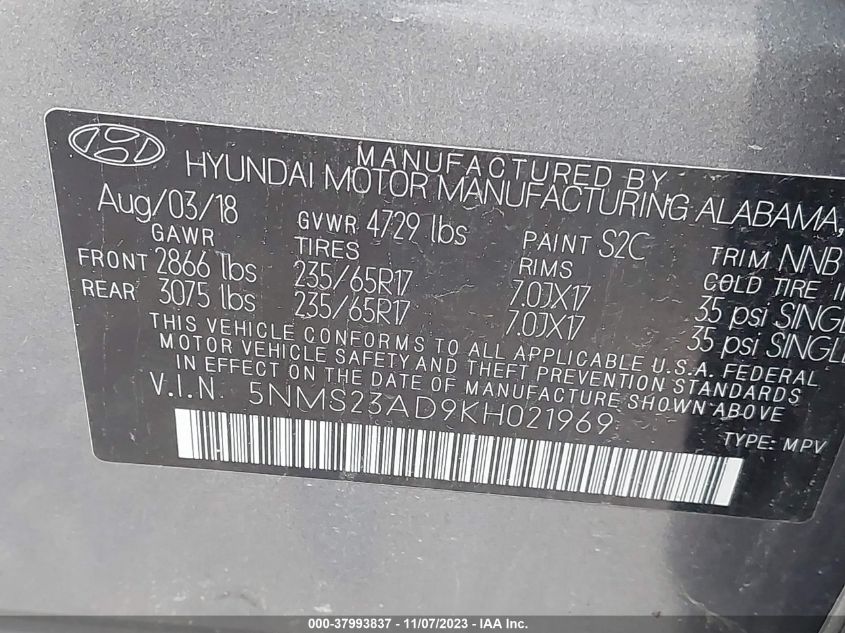 MANUFACTURED BY
HYUNDAI MOTOR MANUFACTURING ALABAMA,
Aug/03/18 GVWR 4729 lbs PAINT S2C TRIM NNB
GAWR TIRES RIMS COLD TIRE
FRONT 2866 lbs 235/65R17 7.0JX17 35 psi SINGLE
REAR 3075 lbs 235/65R17 7.0JX17 35 psi SINGLE
THIS VEHICLE CONFORMS TO ALL APPLICABLE U.S.A. FEDERAL
MOTOR VEHICLE SAFETY AND THEFT PREVENTION STANDARDS
IN EFFECT ON THE DATE OF MANUFACTURE SHOWN ABOVE.
V.I.N. 5NMS23AD9KH021969
TYPE: MPV
000-37993837 - 11/07/2023 - IAA Inc.